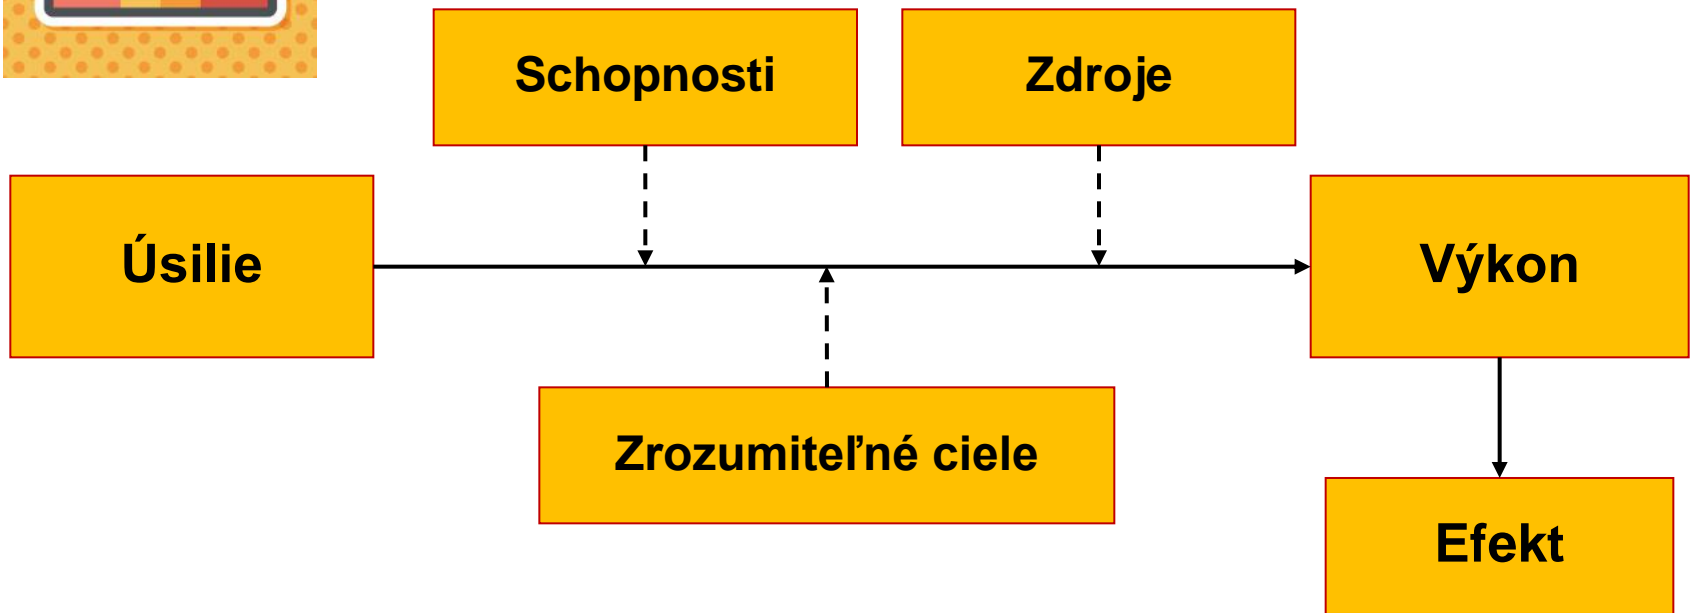 Schopnosti
Zdroje
Úsilie
Výkon
Zrozumiteľné ciele
Efekt